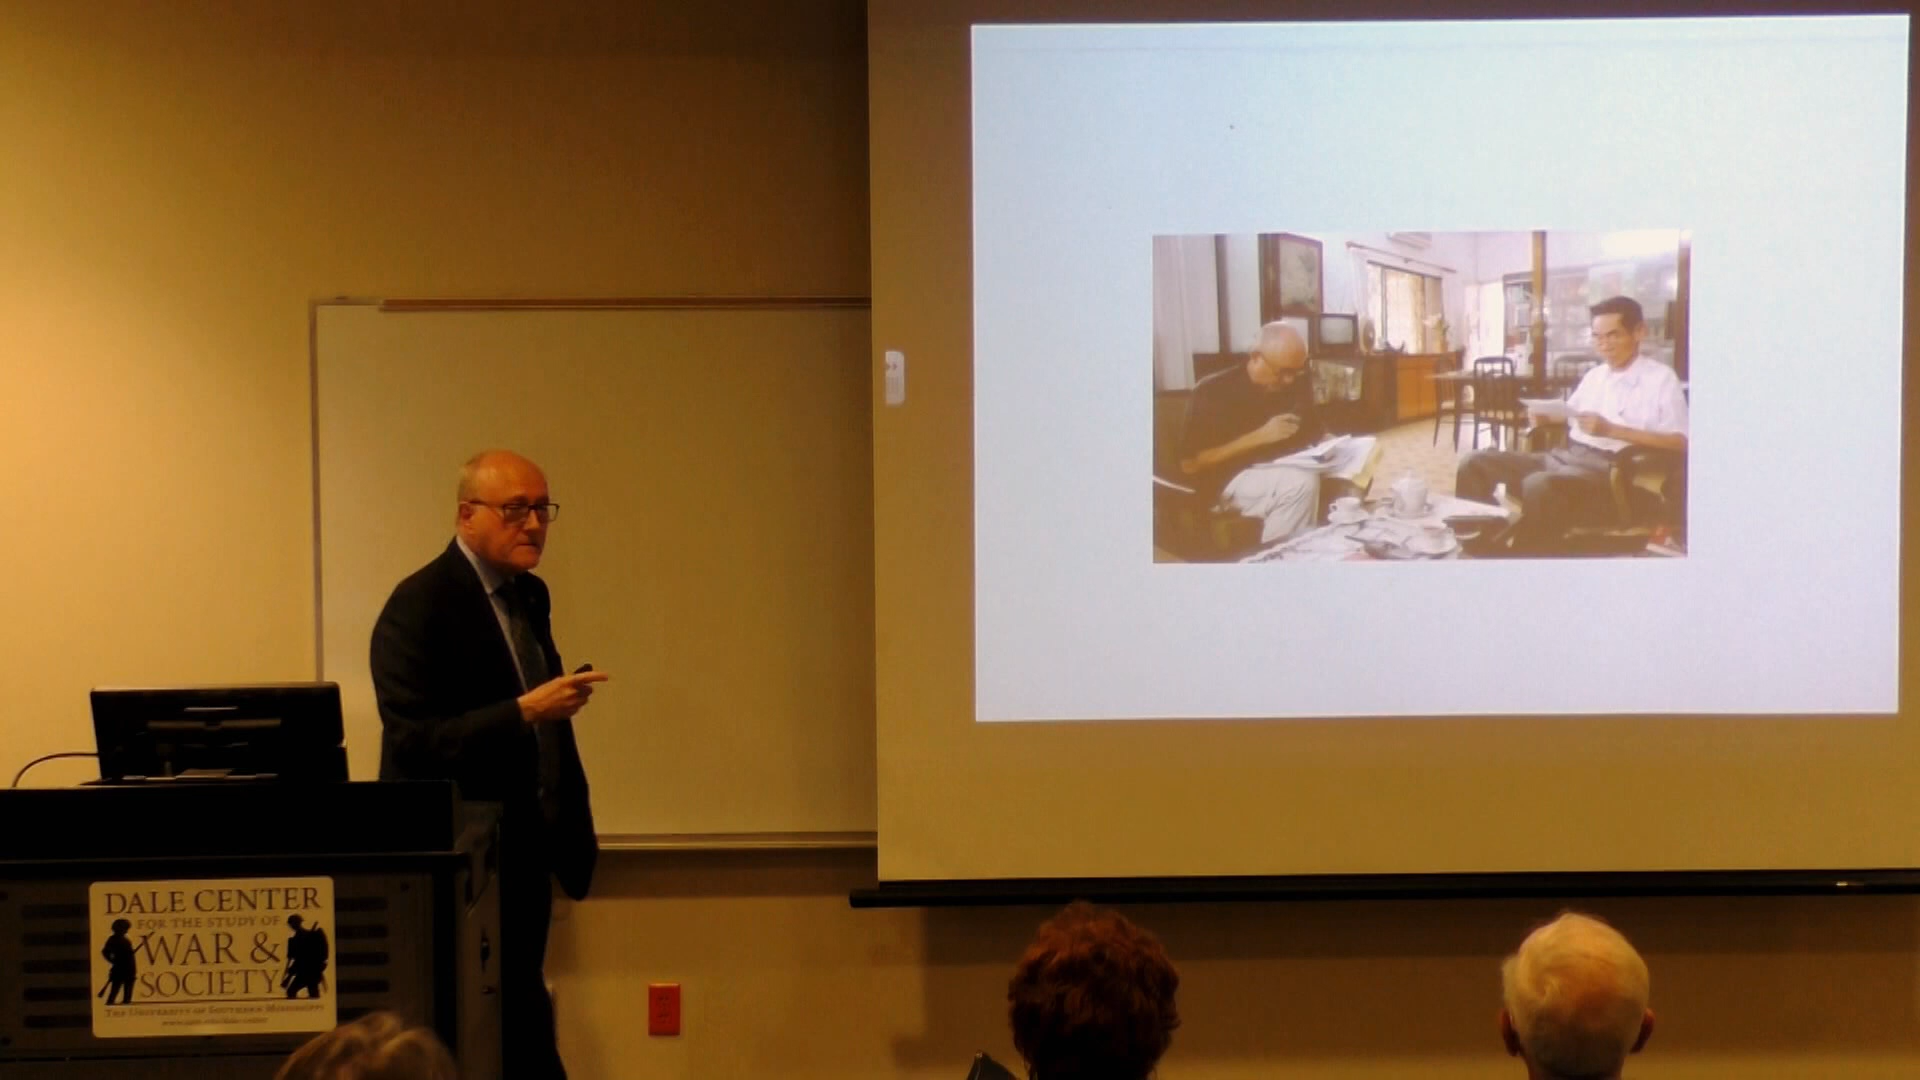 DALE CENTER
FOR THE STUDY OF
WAR &
SOCIETY
THE UNIVERSITY OF SOUTHERN MISSISSIPPI